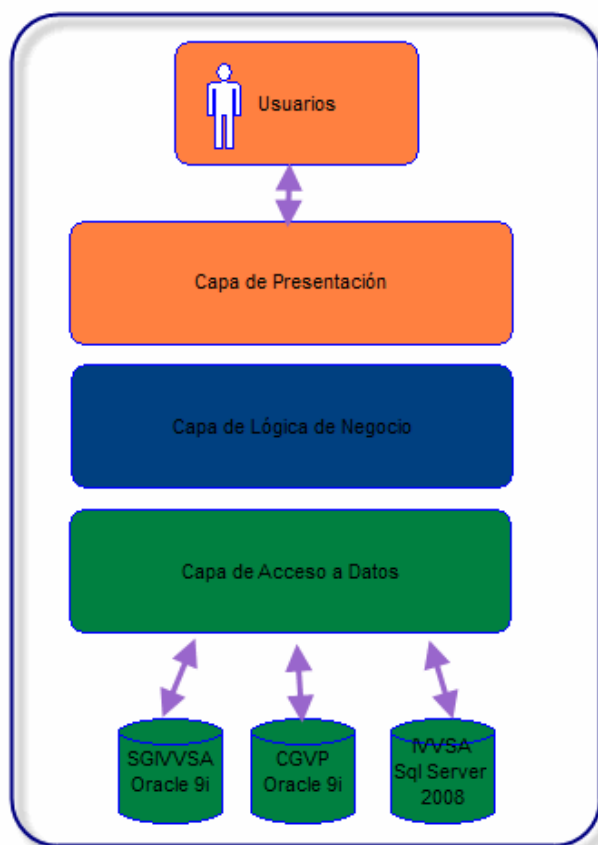 Usuarios
Capa de Presentación
Capa de Lógica de Negocio
Capa de Acceso a Datos
SGIVVSA
Oracle 9i
CGVP
Oracle 9i
IVVSA
Sql Server
2008